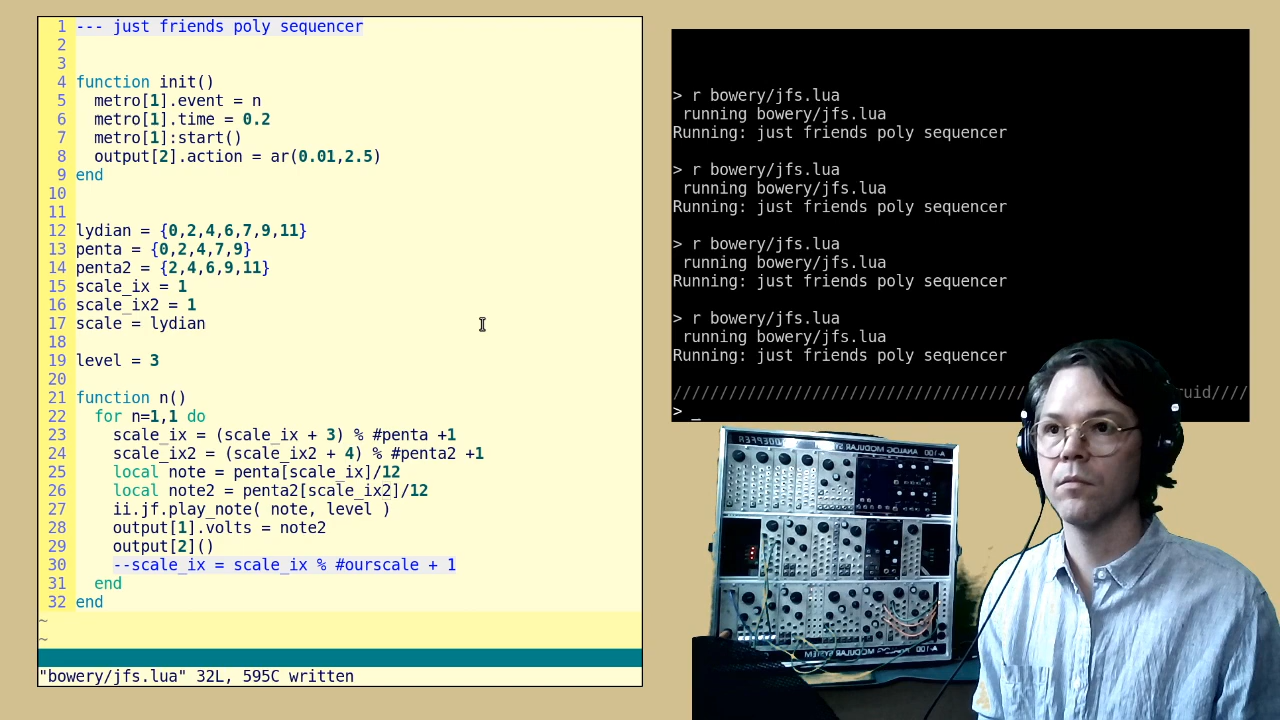 1 --- just friends poly sequencer
2
3
4 function init()
5   metro[1].event = n
6   metro[1].time = 0.2
7   metro[1]:start()
8   output[2].action = ar(0.01,2.5)
9 end
10
11
12 lydian = {0,2,4,6,7,9,11}
13 penta = {0,2,4,7,9}
14 penta2 = {2,4,6,9,11}
15 scale_ix = 1
16 scale_ix2 = 1
17 scale = lydian
18
19 level = 3
20
21 function n()
22   for n=1,1 do
23     scale_ix = (scale_ix + 3) % #penta +1
24     scale_ix2 = (scale_ix2 + 4) % #penta2 +1
25     local note = penta[scale_ix]/12
26     local note2 = penta2[scale_ix2]/12
27     ii.jf.play_note( note, level )
28     output[1].volts = note2
29     output[2]()
30     --scale_ix = scale_ix % #ourscale + 1
31   end
32 end
~
~
"bowery/jfs.lua" 32L, 595C written
> r bowery/jfs.lua
running bowery/jfs.lua
Running: just friends poly sequencer
> r bowery/jfs.lua
running bowery/jfs.lua
Running: just friends poly sequencer
> r bowery/jfs.lua
running bowery/jfs.lua
Running: just friends poly sequencer
> r bowery/jfs.lua
running bowery/jfs.lua
Running: just friends poly sequencer
//////////////////////////////////////ruid////
> _
DOEPFER
ANALOG MODULAR SYSTEM
A-100
ANALOG MODULAR SYSTEM
A-100